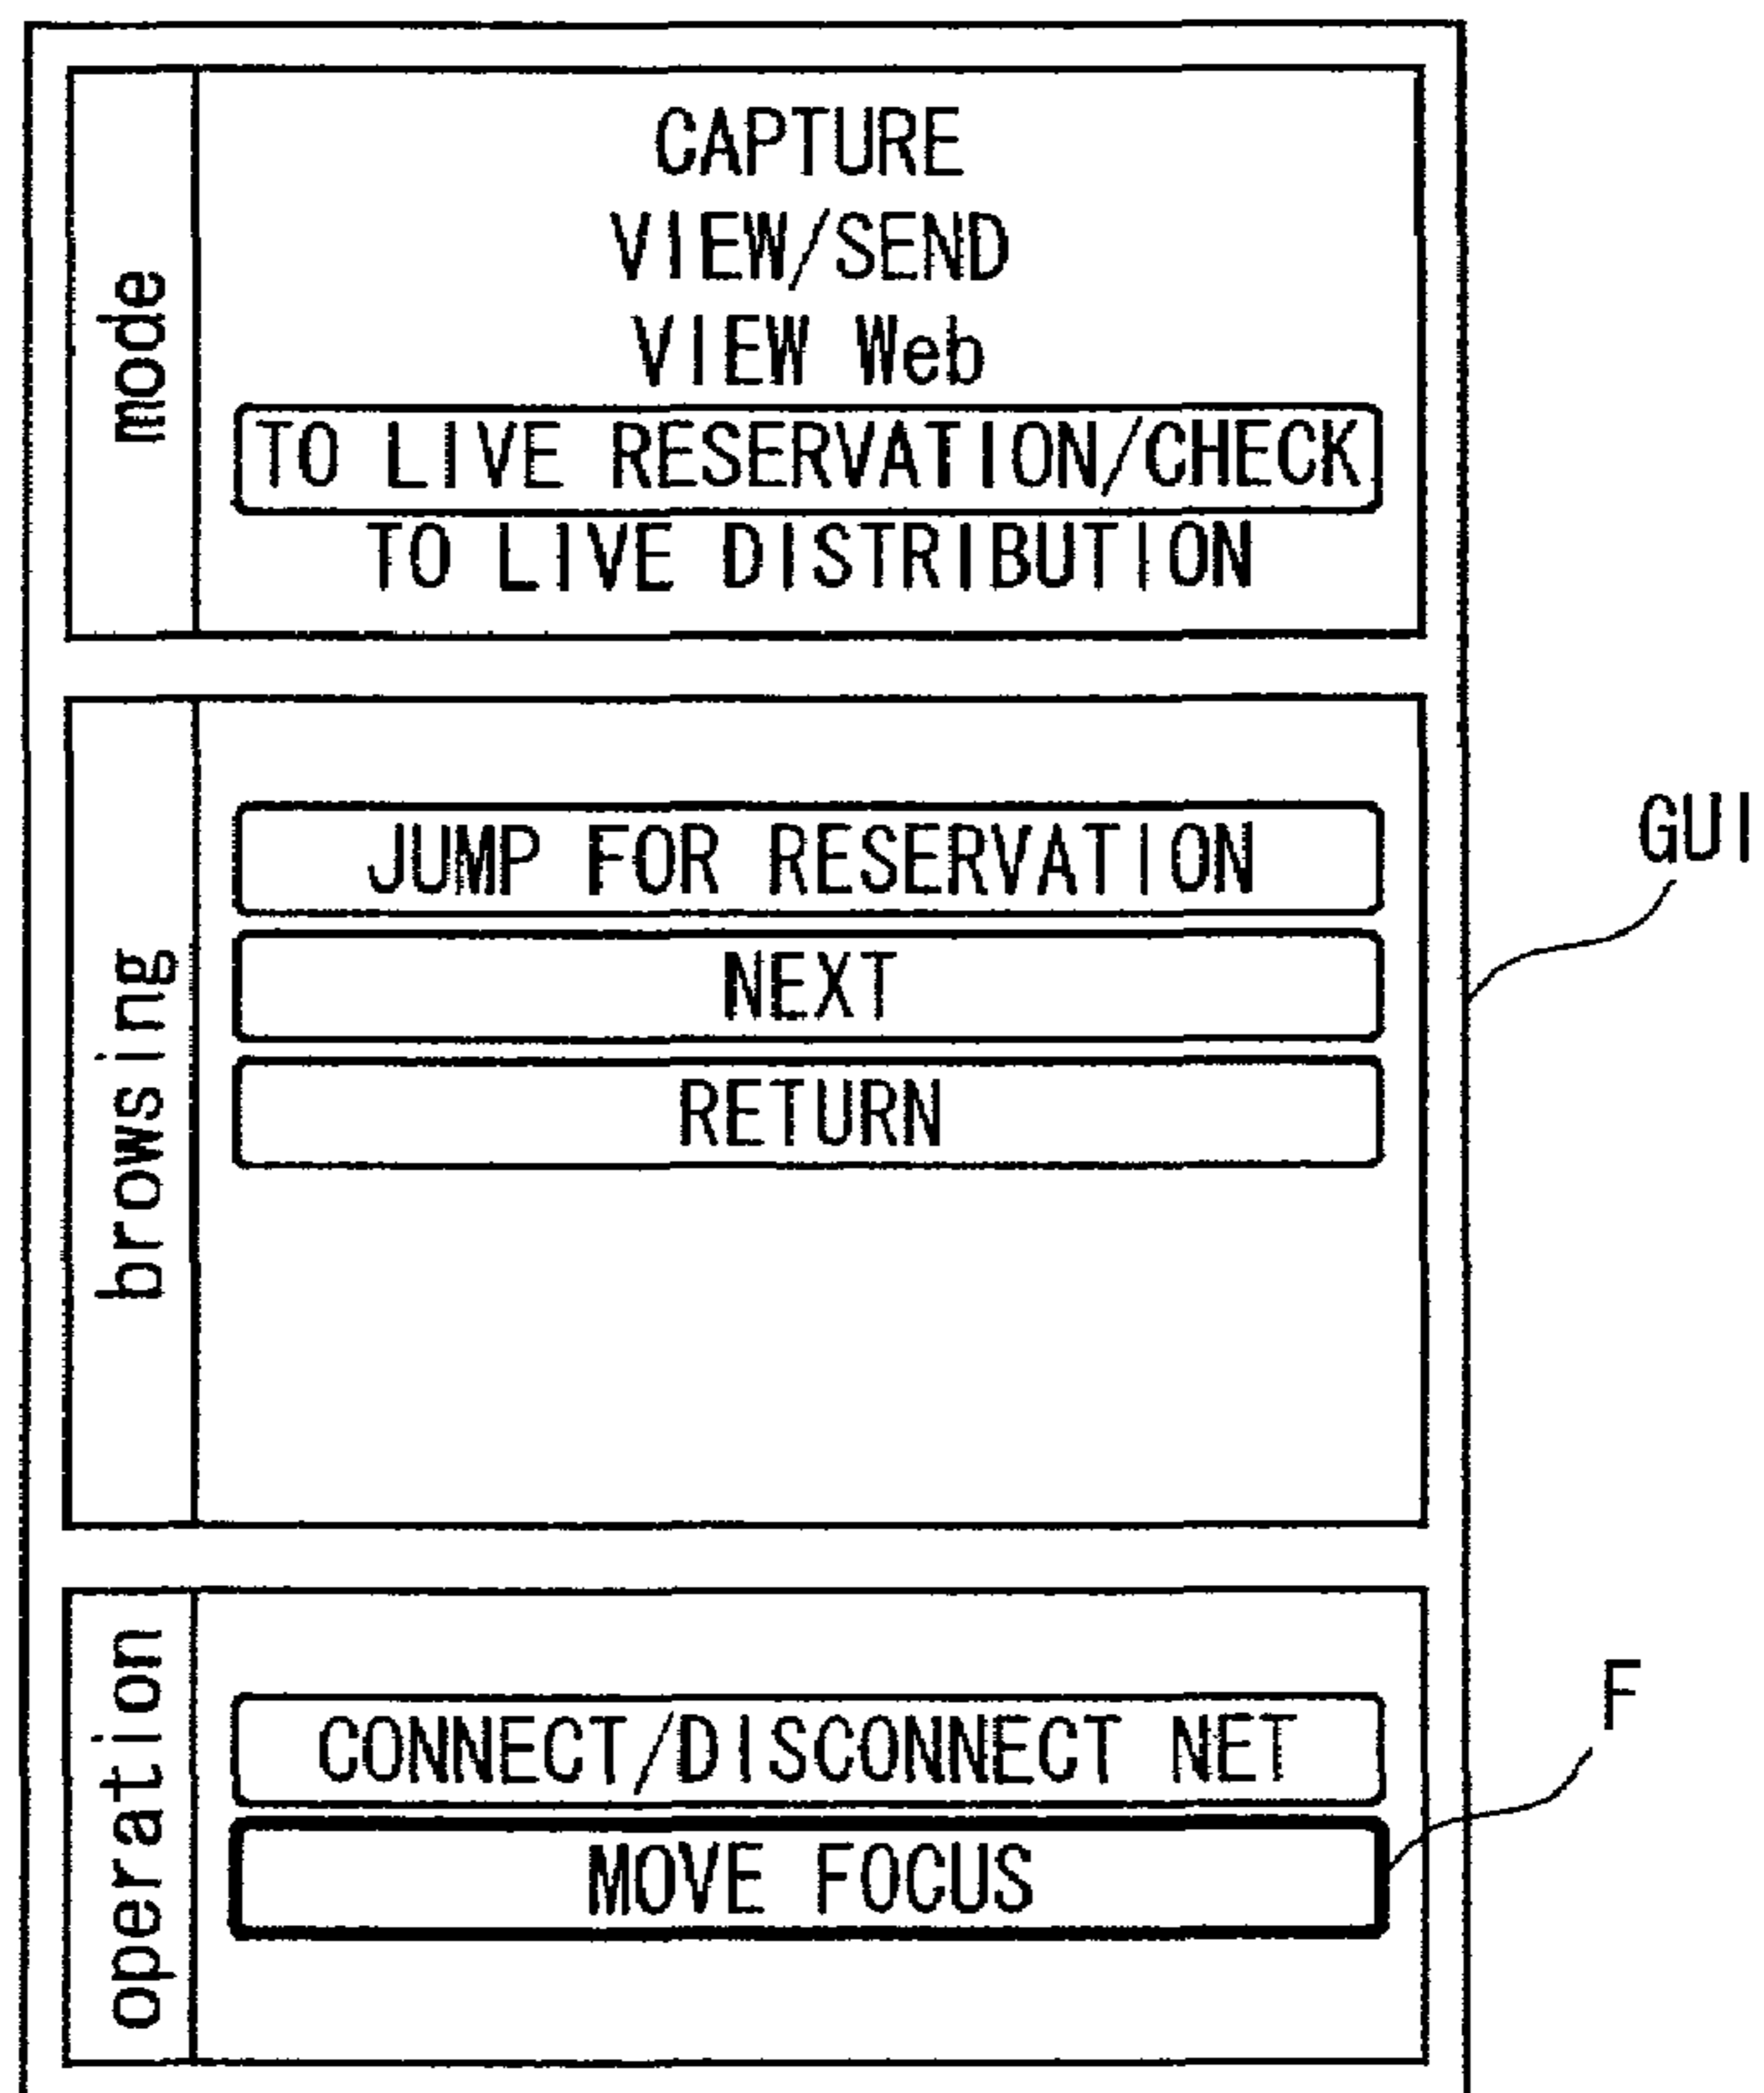 mode
CAPTURE
VIEW/SEND
VIEW Web
TO LIVE RESERVATION/CHECK
TO LIVE DISTRIBUTION
browsing
JUMP FOR RESERVATION
NEXT
RETURN
GUI
operation
CONNECT/DISCONNECT NET
MOVE FOCUS
F